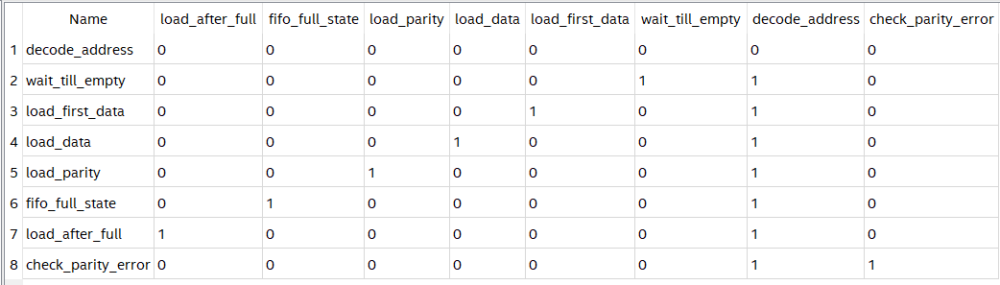 Name load_after_full fifo_full_state load_parity load_data load_first_data wait_till_empty decode_address check_parity_error
1 decode_address 0 0 0 0 0 0 0 0
2 wait_till_empty 0 0 0 0 0 1 1 0
3 load_first_data 0 0 0 0 1 0 1 0
4 load_data 0 0 0 1 0 0 1 0
5 load_parity 0 0 1 0 0 0 1 0
6 fifo_full_state 0 1 0 0 0 0 1 0
7 load_after_full 1 0 0 0 0 0 1 0
8 check_parity_error 0 0 0 0 0 0 1 1